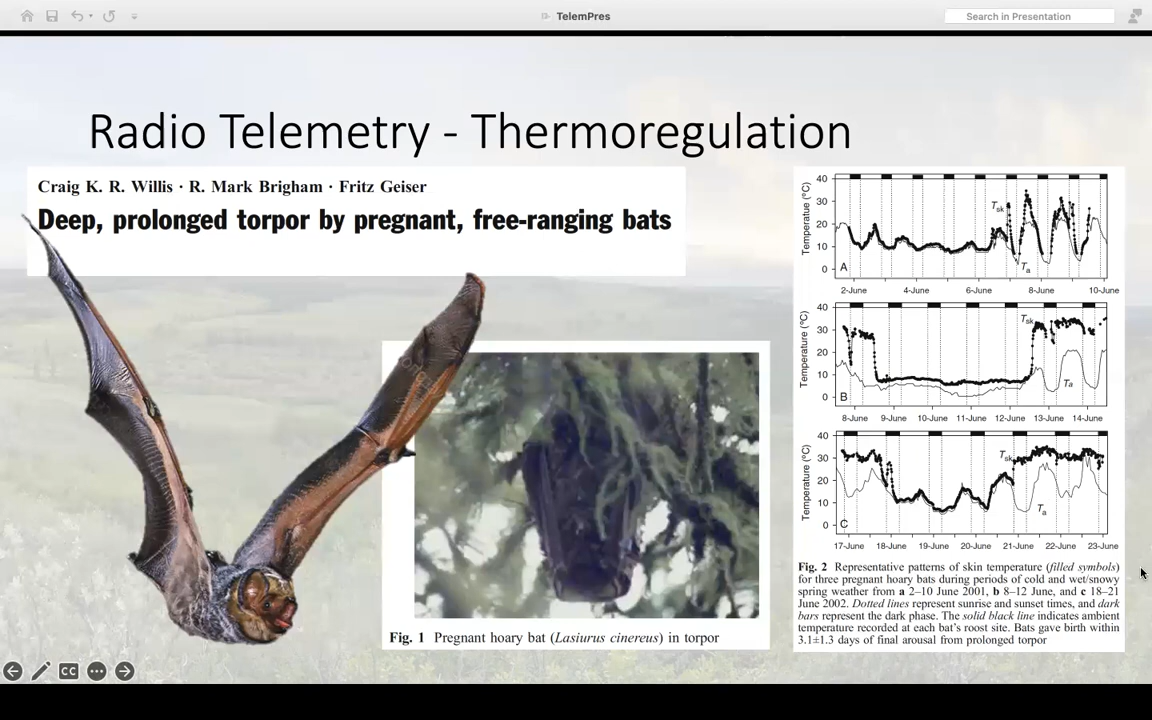 TelemPres
Search in Presentation
Radio Telemetry - Thermoregulation
Craig K. R. Willis · R. Mark Brigham · Fritz Geiser
Deep, prolonged torpor by pregnant, free-ranging bats
Fig. 1 Pregnant hoary bat (Lasiurus cinereus) in torpor
Temperatue (°C)
40
30
20
10
0
Tsk
Ta
A
2-June 4-June 6-June 8-June 10-June
Temperature (°C)
40
30
20
10
0
Tsk
Ta
B
8-June 9-June 10-June 11-June 12-June 13-June 14-June
Temperature (°C)
40
30
20
10
0
Tsk
Ta
C
17-June 18-June 19-June 20-June 21-June 22-June 23-June
Fig. 2 Representative patterns of skin temperature (filled symbols)
for three pregnant hoary bats during periods of cold and wet/snowy
spring weather from a 2–10 June 2001, b 8–12 June, and c 18–21
June 2002. Dotted lines represent sunrise and sunset times, and dark
bars represent the dark phase. The solid black line indicates ambient
temperature recorded at each bat's roost site. Bats gave birth within
3.1±1.3 days of final arousal from prolonged torpor
CC